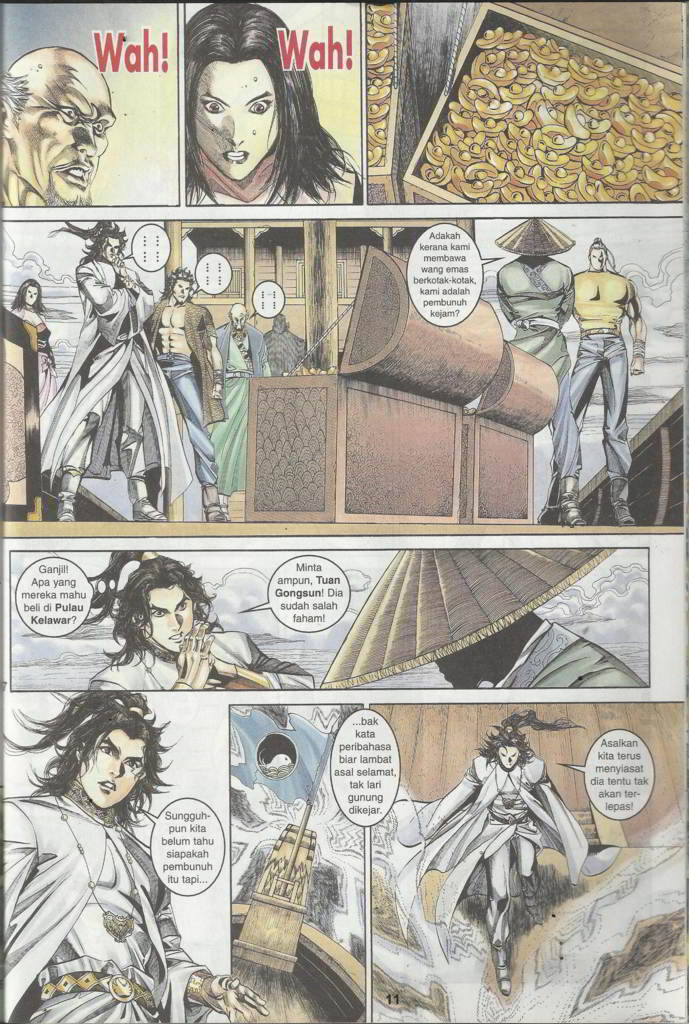 Wah!
Wah!
Adakah
kerana kami
membawa
wang emas
berkotak-kotak,
kami adalah
pembunuh
kejam?
Ganjil!
Apa yang
mereka mahu
beli di Pulau
Kelawar?
Minta
ampun, Tuan
Gongsun! Dia
sudah salah
faham!
Sungguh-
pun kita
belum tahu
siapakah
pembunuh
itu tapi...
...bak
kata
peribahasa
biar lambat
asal selamat,
tak lari
gunung
dikejar.
Asalkan
kita terus
menyiasat
dia tentu tak
akan ter-
lepas!
11